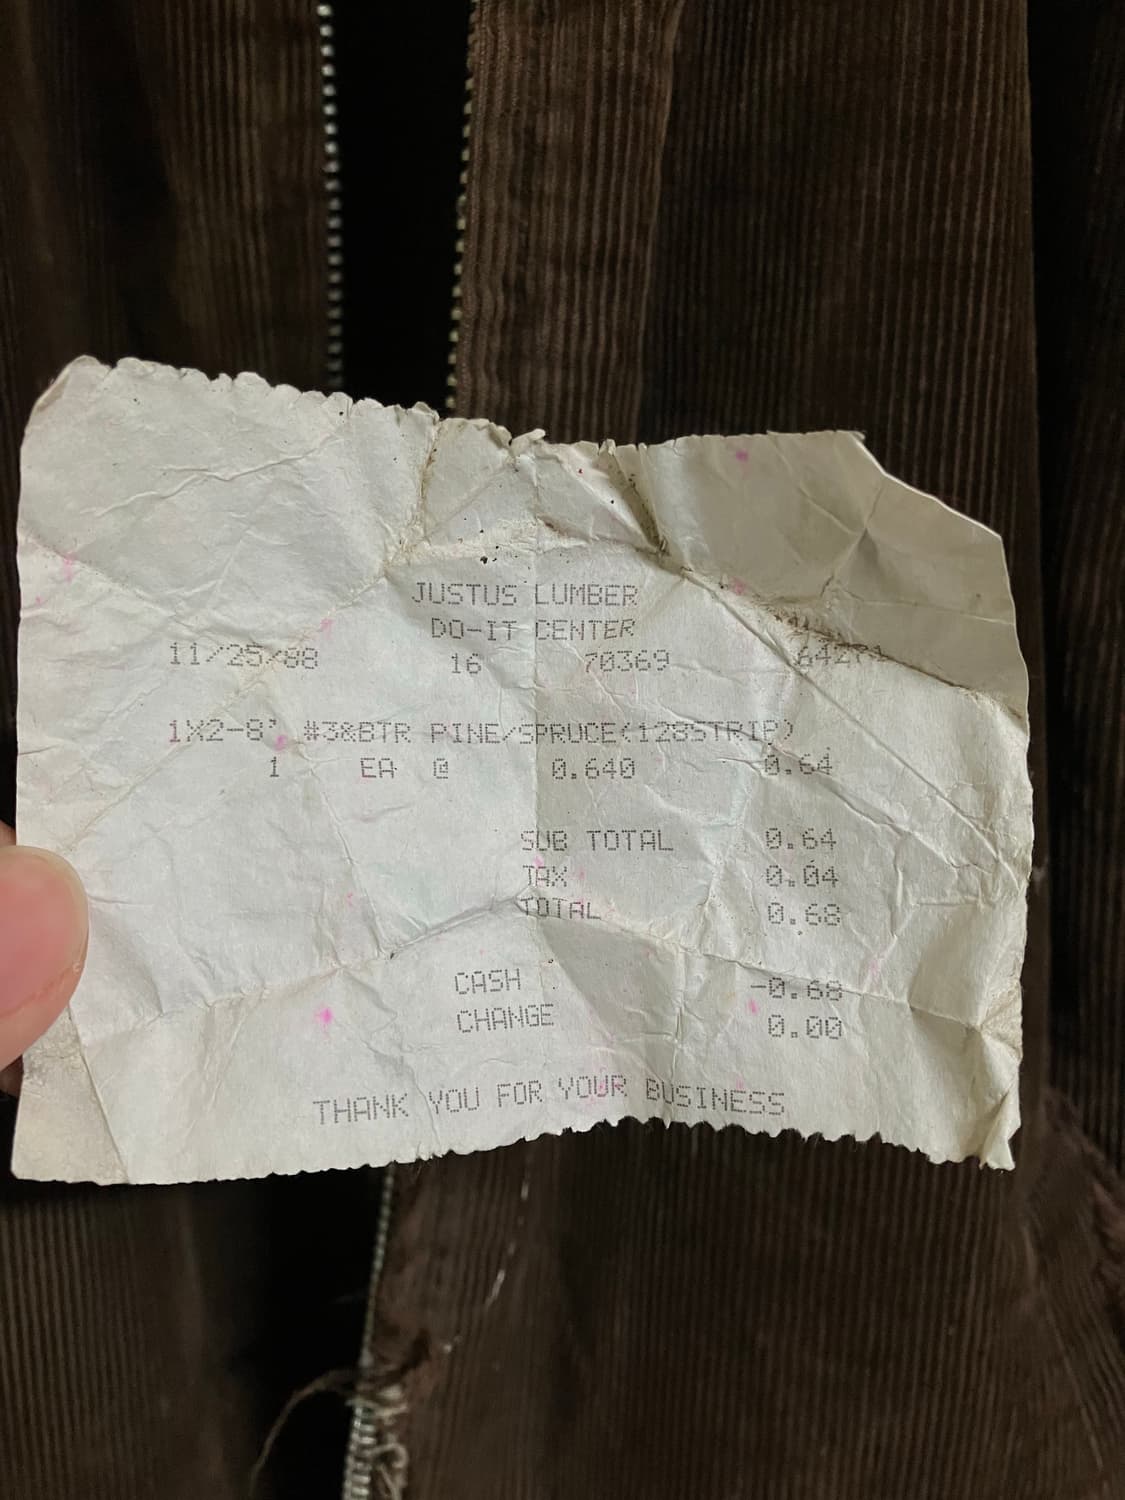 JUSTUS LUMBER
DO-IT CENTER
11/25/88 16 70369
1X2-8' #3&BTR PINE/SPRUCE(128STRIP)
1 EA @ 0.640 0.64
SUB TOTAL 0.64
TAX 0.04
TOTAL 0.68
CASH -0.68
CHANGE 0.00
THANK YOU FOR YOUR BUSINESS